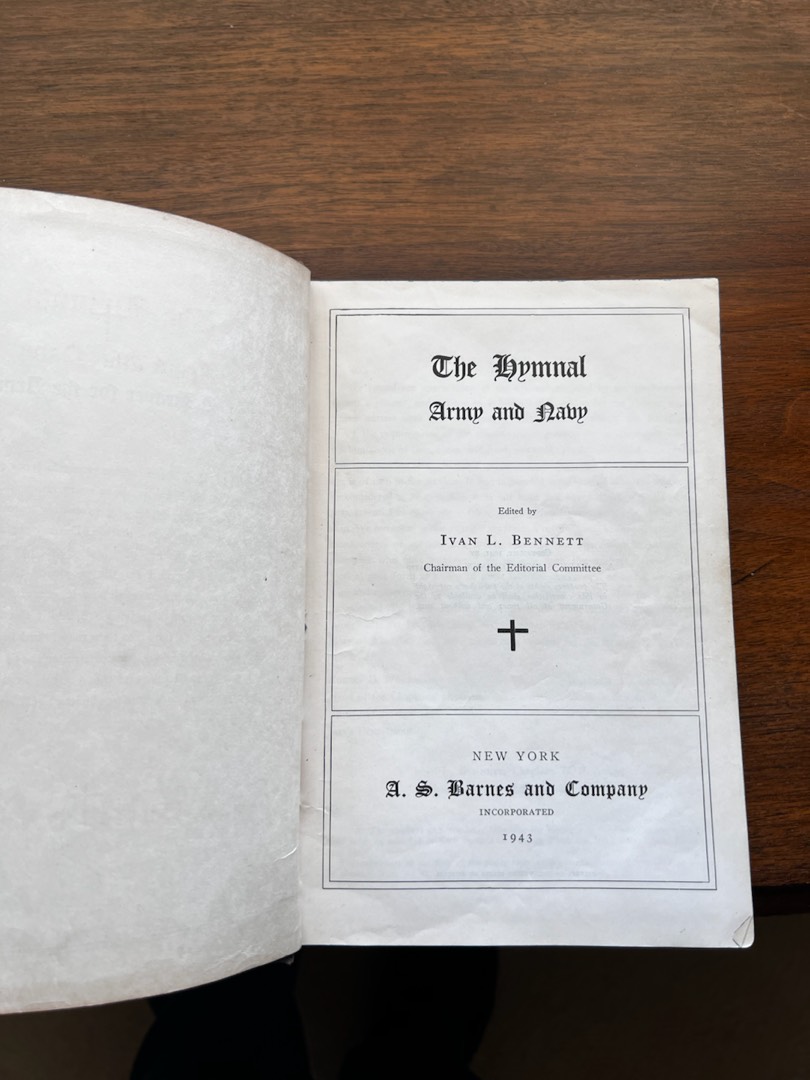 The Hymnal
Army and Navy
Edited by
IVAN L. BENNETT
Chairman of the Editorial Committee
NEW YORK
A. S. Barnes and Company
INCORPORATED
1943